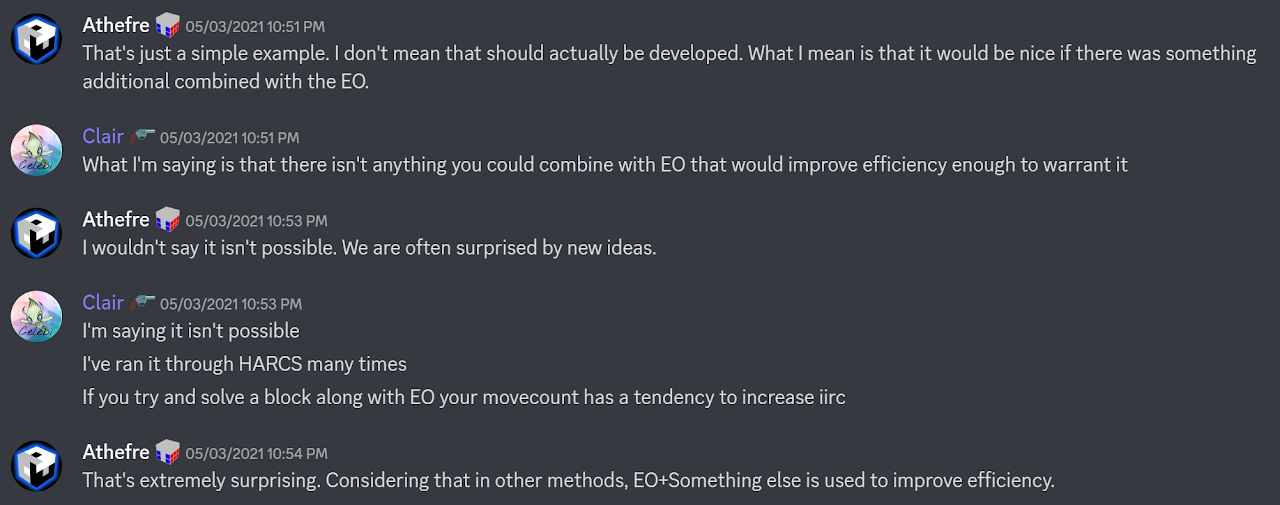 Athefre 05/03/2021 10:51 PM
That's just a simple example. I don't mean that should actually be developed. What I mean is that it would be nice if there was something
additional combined with the EO.
Clair 05/03/2021 10:51 PM
What I'm saying is that there isn't anything you could combine with EO that would improve efficiency enough to warrant it
Athefre 05/03/2021 10:53 PM
I wouldn't say it isn't possible. We are often surprised by new ideas.
Clair 05/03/2021 10:53 PM
I'm saying it isn't possible
I've ran it through HARCS many times
If you try and solve a block along with EO your movecount has a tendency to increase iirc
Athefre 05/03/2021 10:54 PM
That's extremely surprising. Considering that in other methods, EO+Something else is used to improve efficiency.